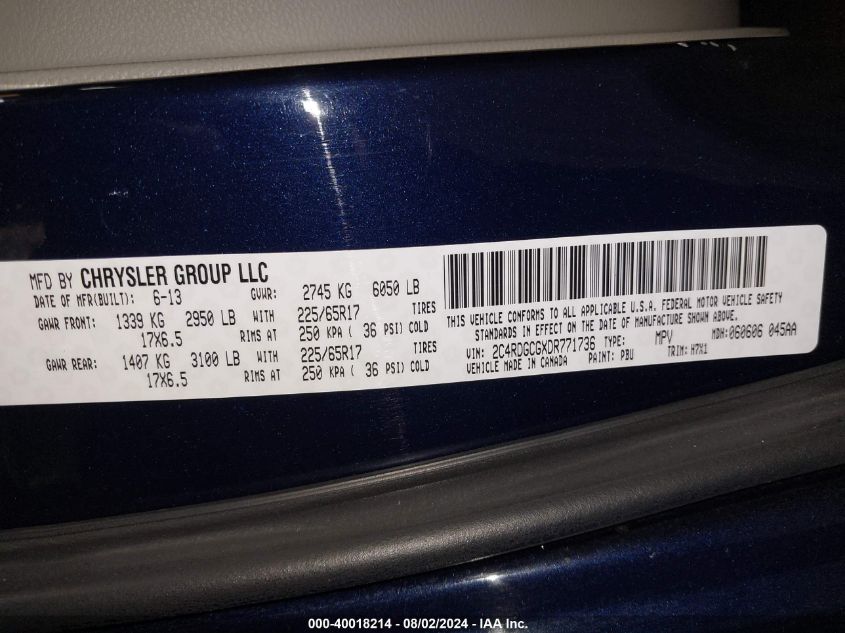 MFD BY CHRYSLER GROUP LLC
DATE OF MFR(BUILT): 6-13 GVWR: 2745 KG 6050 LB
GAWR FRONT: 1339 KG 2950 LB WITH 225/65R17 TIRES
17X6.5 RIMS AT 250 KPA ( 36 PSI) COLD
GAWR REAR: 1407 KG 3100 LB WITH 225/65R17 TIRES
17X6.5 RIMS AT 250 KPA ( 36 PSI) COLD
THIS VEHICLE CONFORMS TO ALL APPLICABLE U.S.A. FEDERAL MOTOR VEHICLE SAFETY
STANDARDS IN EFFECT ON THE DATE OF MANUFACTURE SHOWN ABOVE.
VIN: 2C4RDGCGXDR771736 TYPE: MPV MDH:060606 045AA
VEHICLE MADE IN CANADA PAINT: PBU TRIM: H7X1
000-40018214 - 08/02/2024 - IAA Inc.